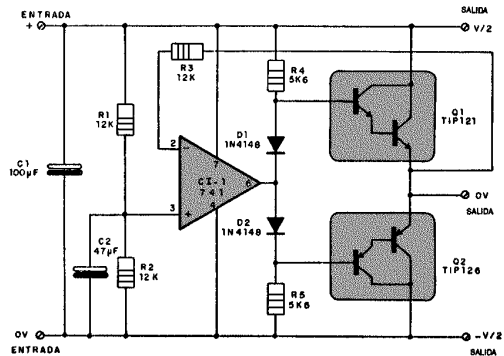 ENTRADA
+
SALIDA
+ V/2
R3
12K
R4
5K6
R1
12K
Q1
TIP121
D1
1N4148
C1
100µF
2
-
7
CI-1
741
6
3
+
4
0V
SALIDA
D2
1N4148
C2
47µF
R2
12K
Q2
TIP126
R5
5K6
0V
ENTRADA
-V/2
SALIDA